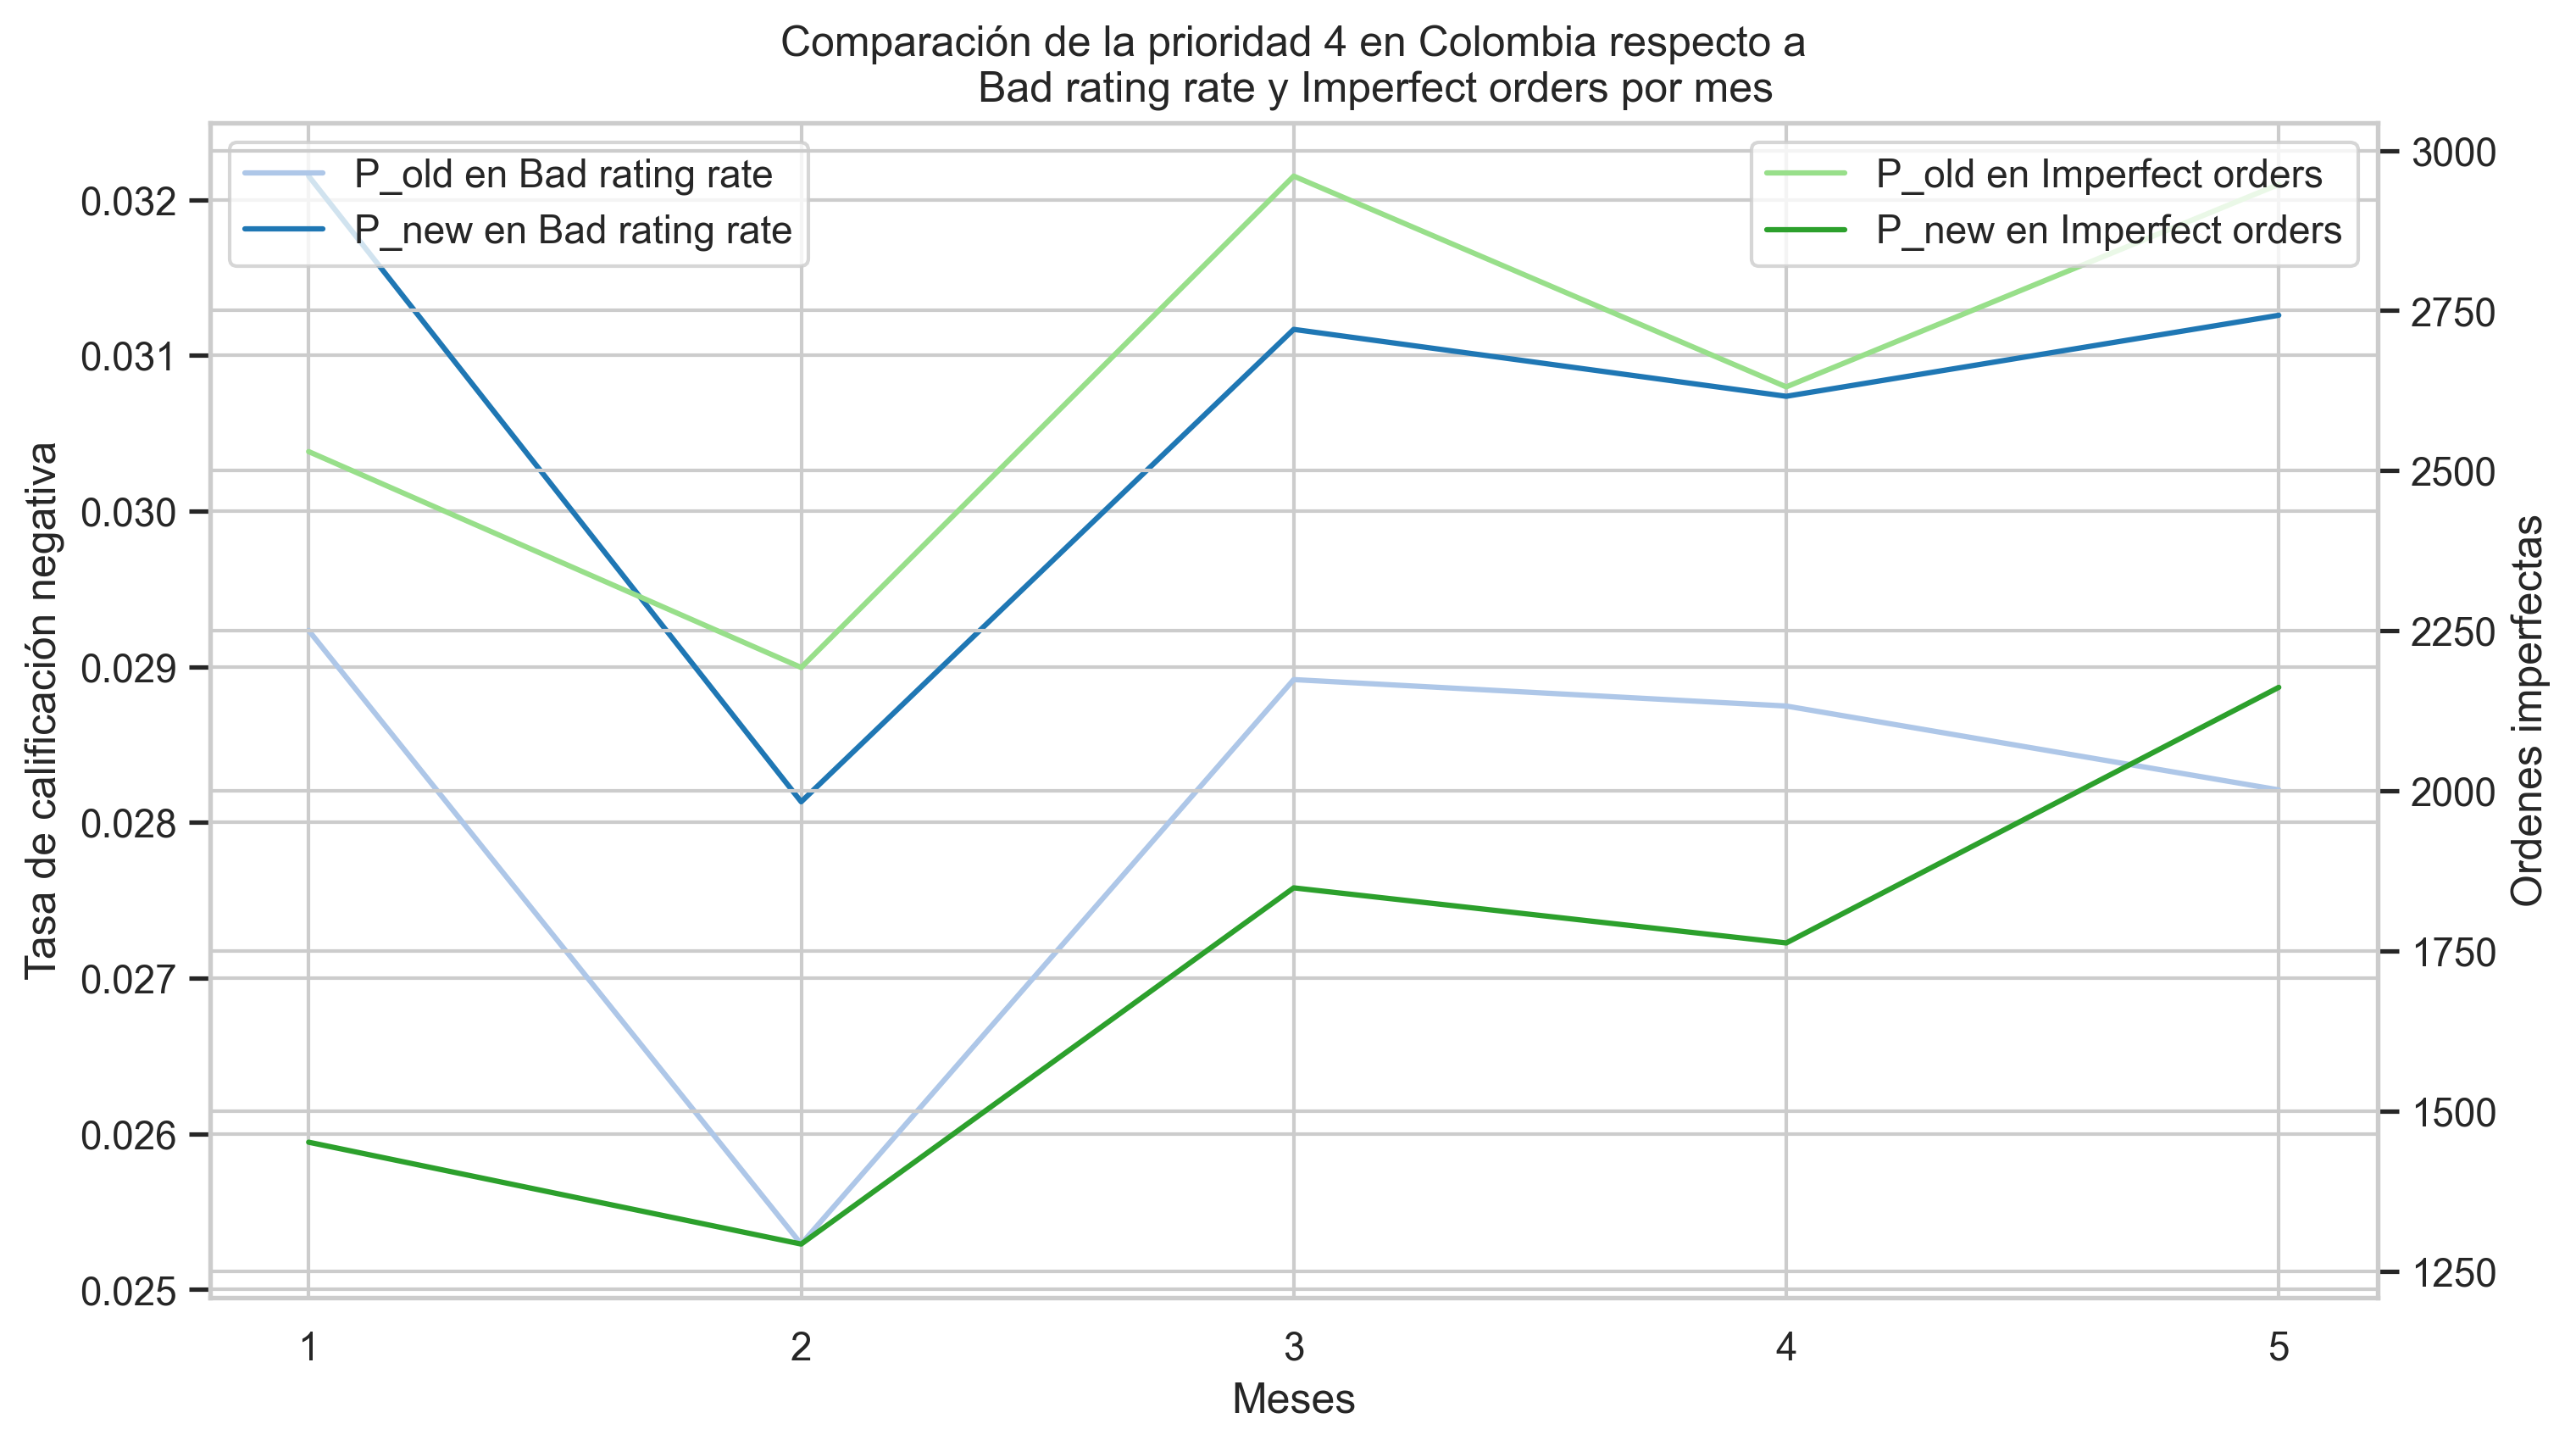 Comparación de la prioridad 4 en Colombia respecto a
Bad rating rate y Imperfect orders por mes
P_old en Bad rating rate
P_new en Bad rating rate
P_old en Imperfect orders
P_new en Imperfect orders
Tasa de calificación negativa
0.032
0.031
0.030
0.029
0.028
0.027
0.026
0.025
3000
2750
2500
2250
2000
1750
1500
1250
Ordenes imperfectas
1
2
3
4
5
Meses